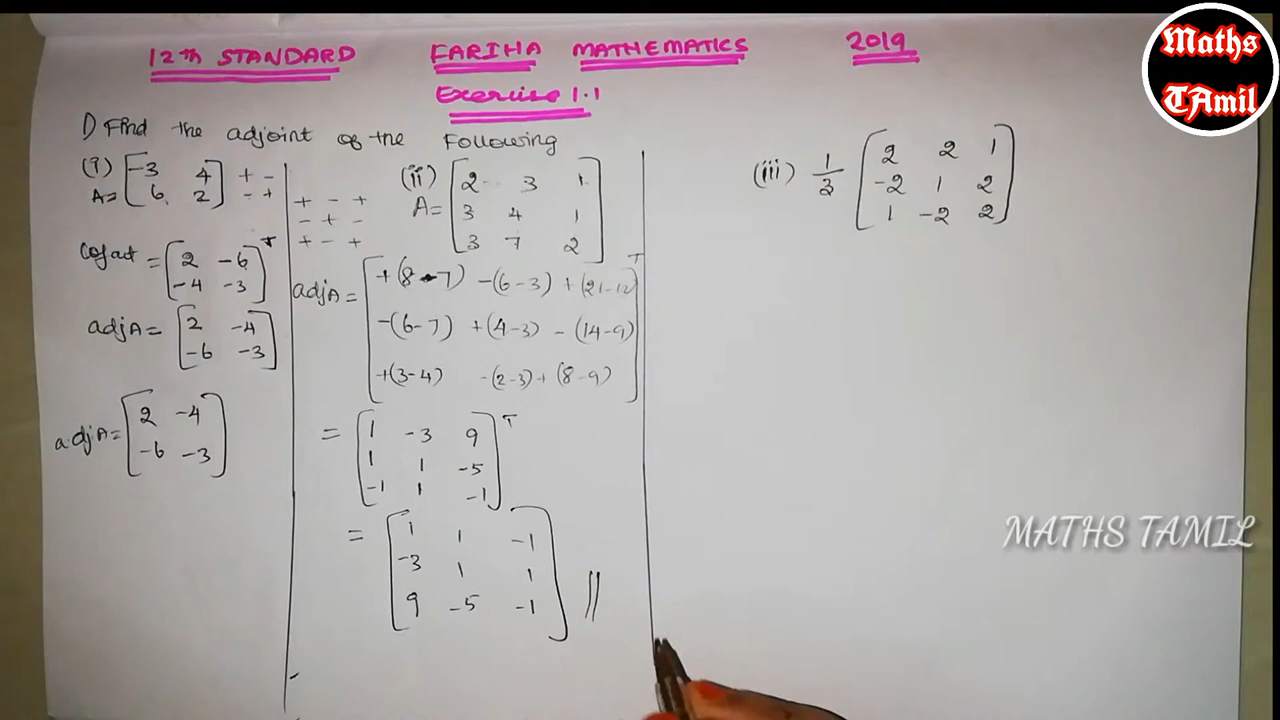 12th STANDARD FARIHA MATHEMATICS 2019
Exercise 1.1
1) Find the adjoint of the following
(i) A= [-3 4] + -
[6 2] - +
Cofact = [2 -6]T
[-4 -3]
adjA = [2 -4]
[-6 -3]
adjA= [2 -4]
[-6 -3]
(ii) A= [2 3 1]
[3 4 1]
[3 7 2]
+ - +
- + -
+ - +
adjA = [+(8-7) -(6-3) +(21-12)]T
[-(6-7) +(4-3) -(14-9)]
[+(3-4) -(2-3) +(8-9)]
= [1 -3 9]T
[1 1 -5]
[-1 1 -1]
= [1 1 -1]
[-3 1 1]
[9 -5 -1] //
(iii) 1/3 [2 2 1]
[-2 1 2]
[1 -2 2]
Maths
TAmil
MATHS TAMIL